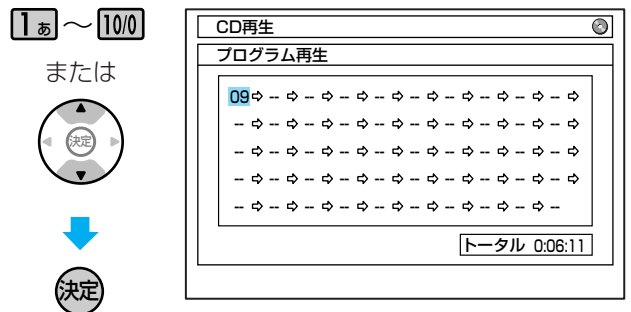 1 ぁ ～ 10/0
または
決定
決定
CD再生
プログラム再生
09⇨ -- ⇨ -- ⇨ -- ⇨ -- ⇨ -- ⇨ -- ⇨ -- ⇨ -- ⇨ -- ⇨
-- ⇨ -- ⇨ -- ⇨ -- ⇨ -- ⇨ -- ⇨ -- ⇨ -- ⇨ -- ⇨ -- ⇨
-- ⇨ -- ⇨ -- ⇨ -- ⇨ -- ⇨ -- ⇨ -- ⇨ -- ⇨ -- ⇨ -- ⇨
-- ⇨ -- ⇨ -- ⇨ -- ⇨ -- ⇨ -- ⇨ -- ⇨ -- ⇨ -- ⇨ -- ⇨
-- ⇨ -- ⇨ -- ⇨ -- ⇨ -- ⇨ -- ⇨ -- ⇨ -- ⇨ -- ⇨ --
トータル 0:06:11